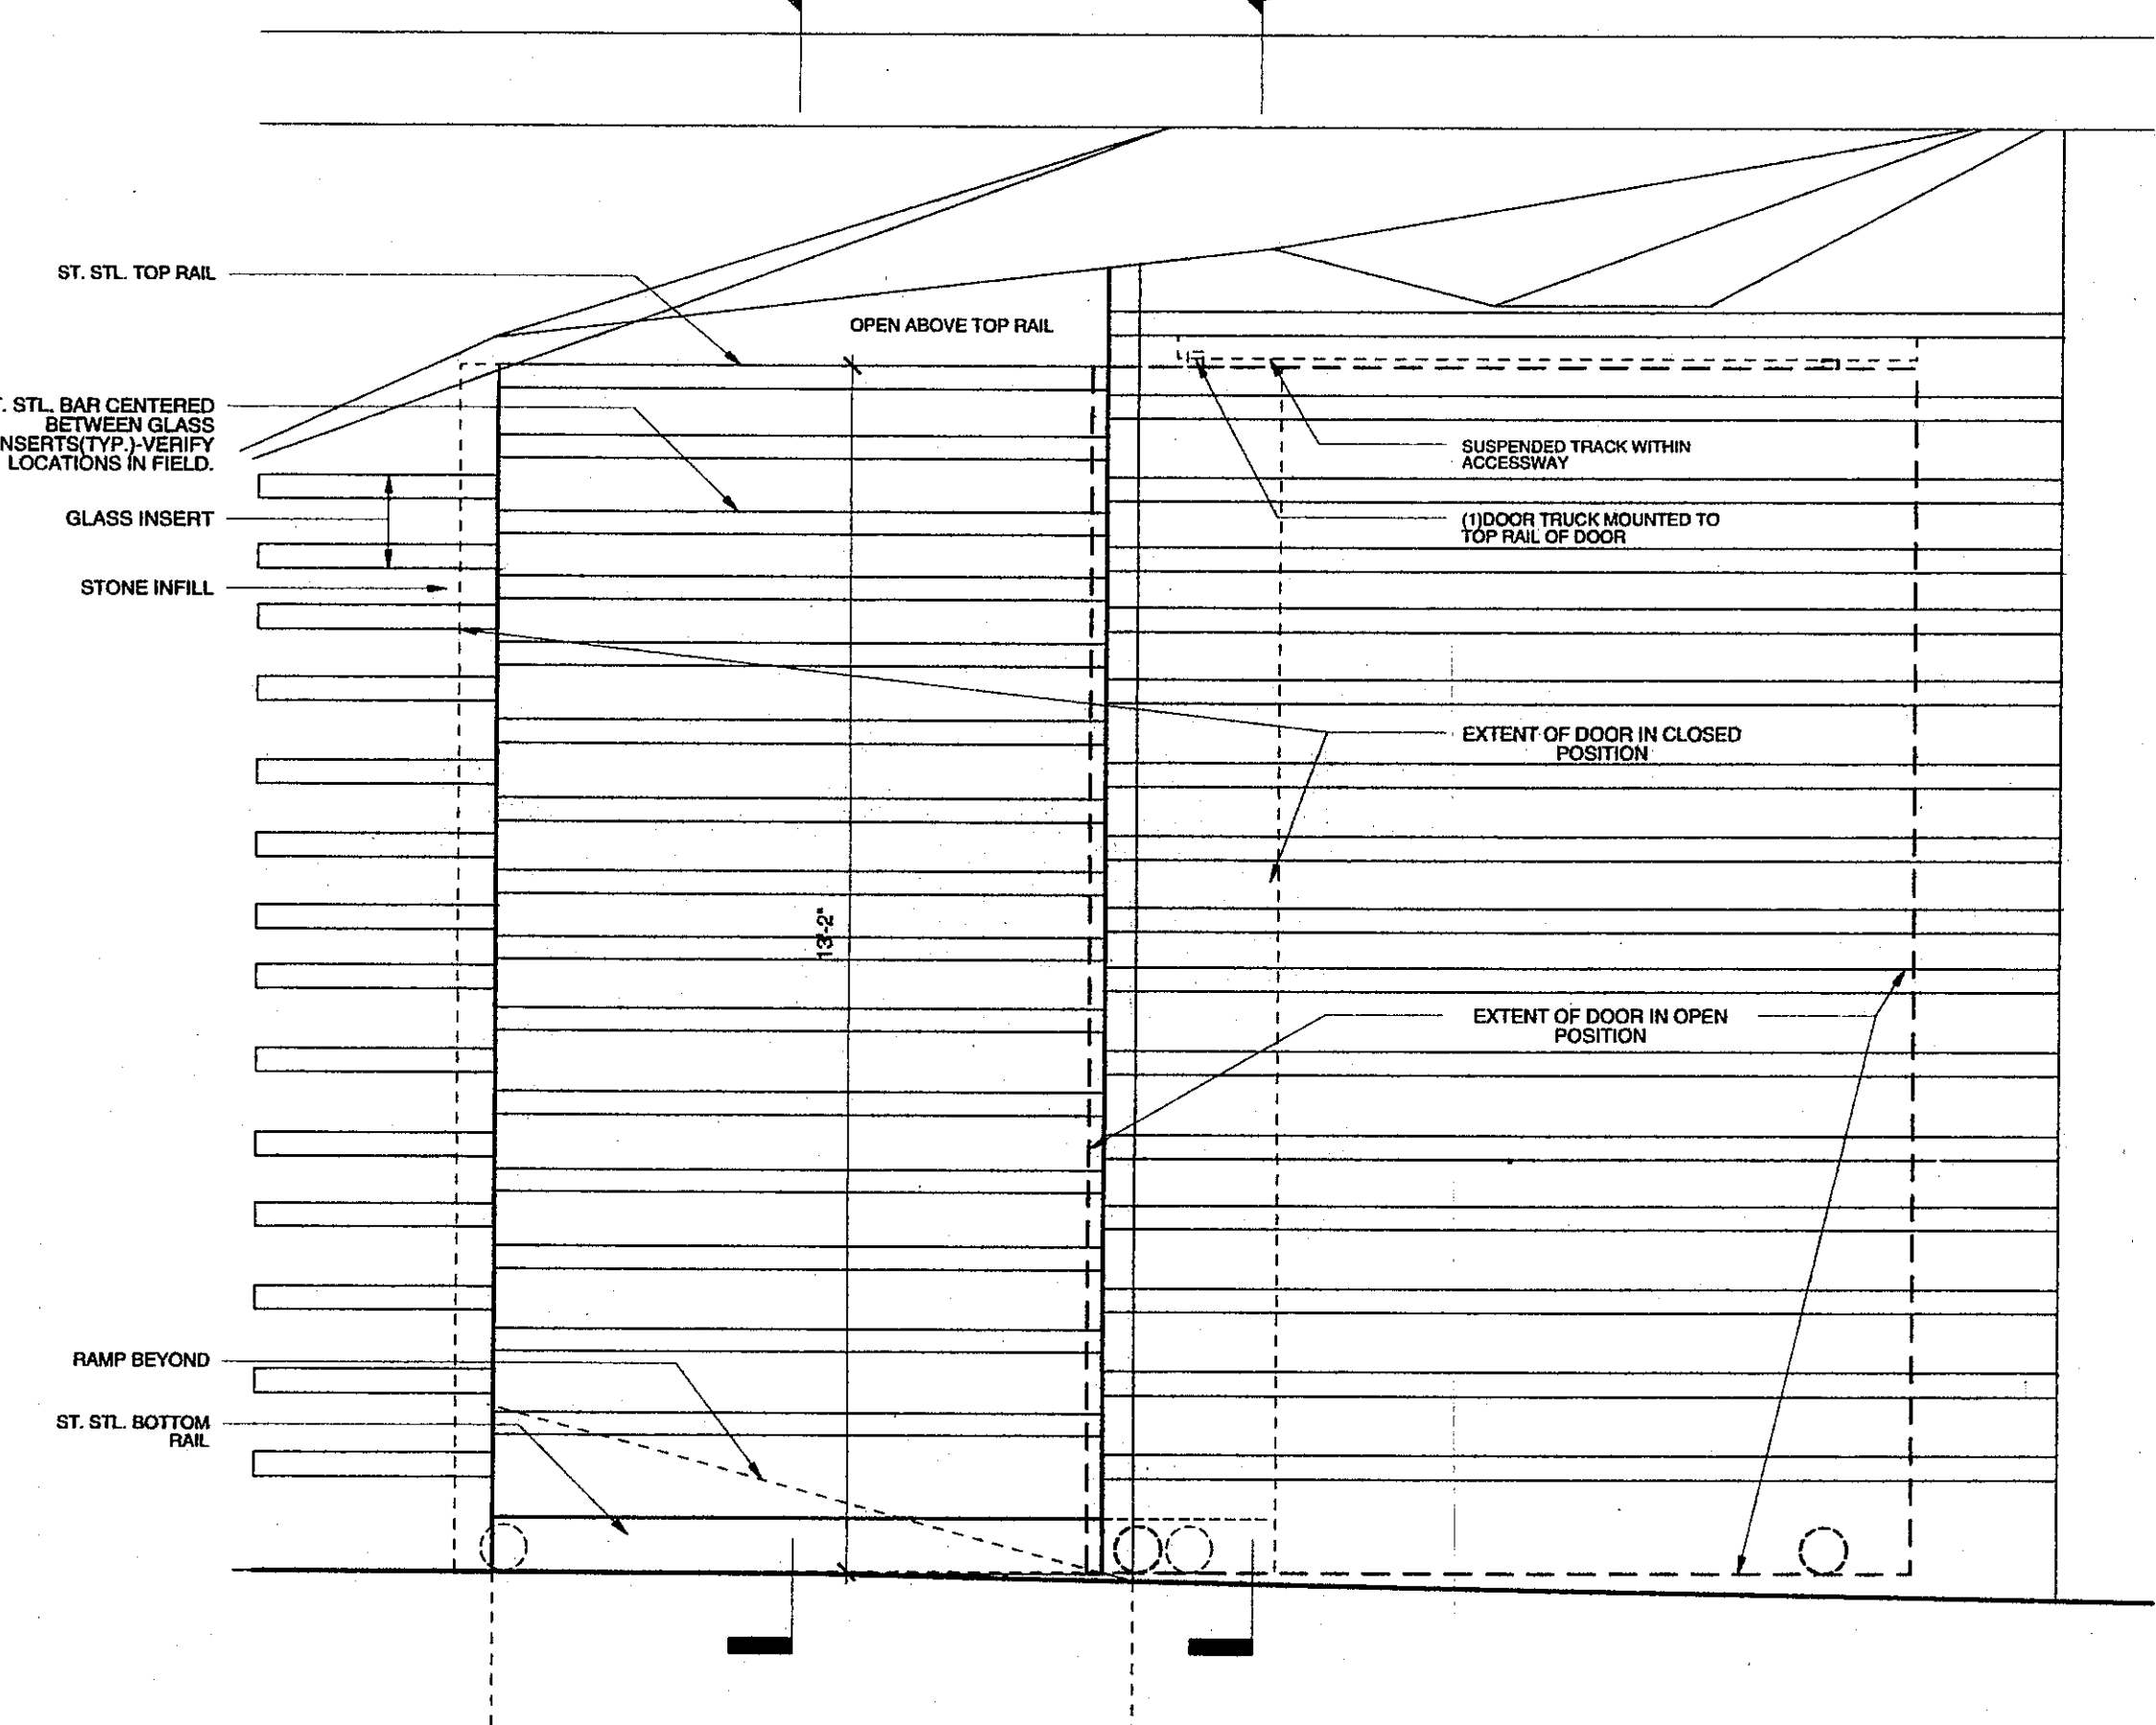 ST. STL. TOP RAIL
OPEN ABOVE TOP RAIL
. STL. BAR CENTERED
BETWEEN GLASS
NSERTS(TYP.)-VERIFY
LOCATIONS IN FIELD.
SUSPENDED TRACK WITHIN
ACCESSWAY
GLASS INSERT
(1)DOOR TRUCK MOUNTED TO
TOP RAIL OF DOOR
STONE INFILL
EXTENT OF DOOR IN CLOSED
POSITION
13'-2"
EXTENT OF DOOR IN OPEN
POSITION
RAMP BEYOND
ST. STL. BOTTOM
RAIL